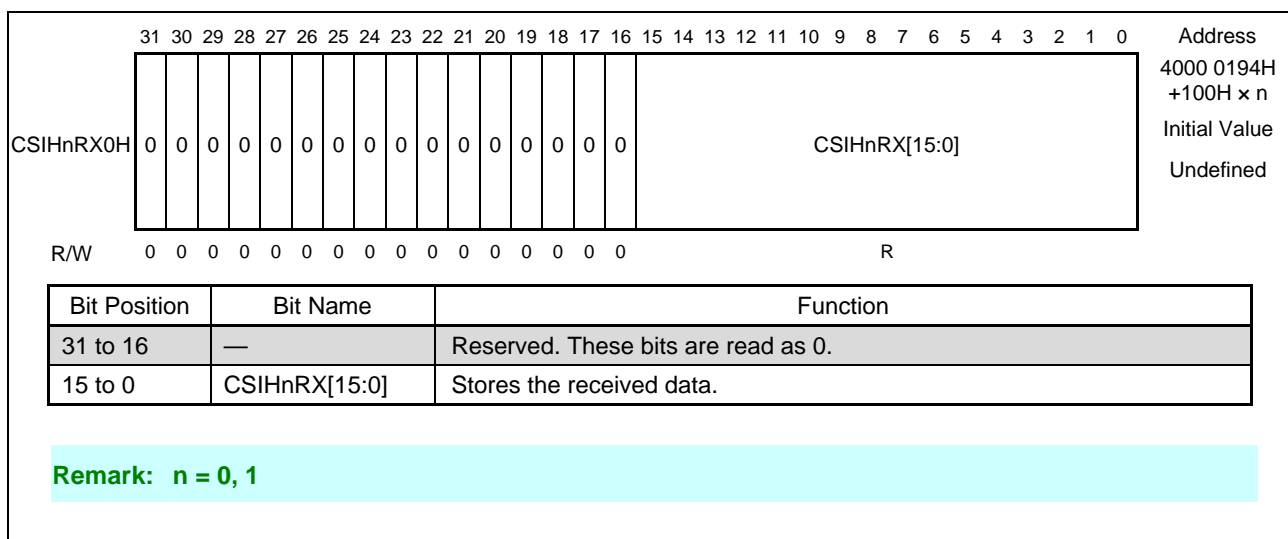 31 30 29 28 27 26 25 24 23 22 21 20 19 18 17 16 15 14 13 12 11 10 9 8 7 6 5 4 3 2 1 0 Address
4000 0194H
+100H × n
CSIHnRX0H 0 0 0 0 0 0 0 0 0 0 0 0 0 0 0 0 CSIHnRX[15:0]
Initial Value
Undefined
R/W 0 0 0 0 0 0 0 0 0 0 0 0 0 0 0 0 R
Bit Position Bit Name Function
31 to 16 — Reserved. These bits are read as 0.
15 to 0 CSIHnRX[15:0] Stores the received data.
Remark: n = 0, 1